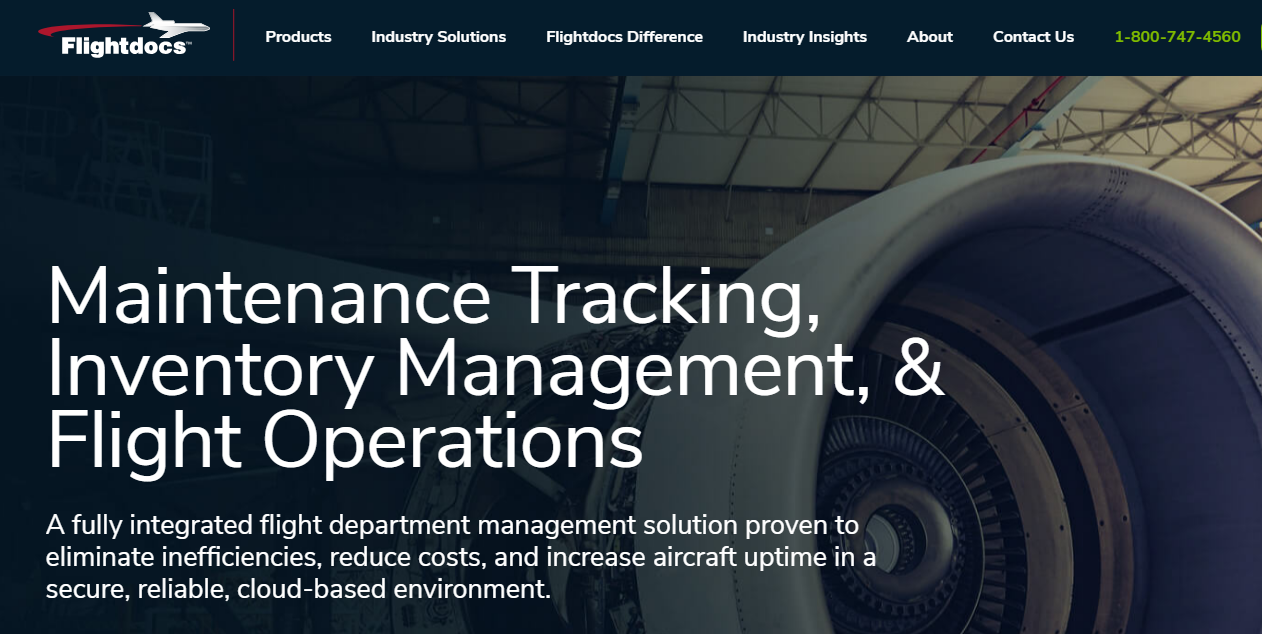 Flightdocs™
Products
Industry Solutions
Flightdocs Difference
Industry Insights
About
Contact Us
1-800-747-4560
Maintenance Tracking,
Inventory Management, &
Flight Operations
A fully integrated flight department management solution proven to
eliminate inefficiencies, reduce costs, and increase aircraft uptime in a
secure, reliable, cloud-based environment.